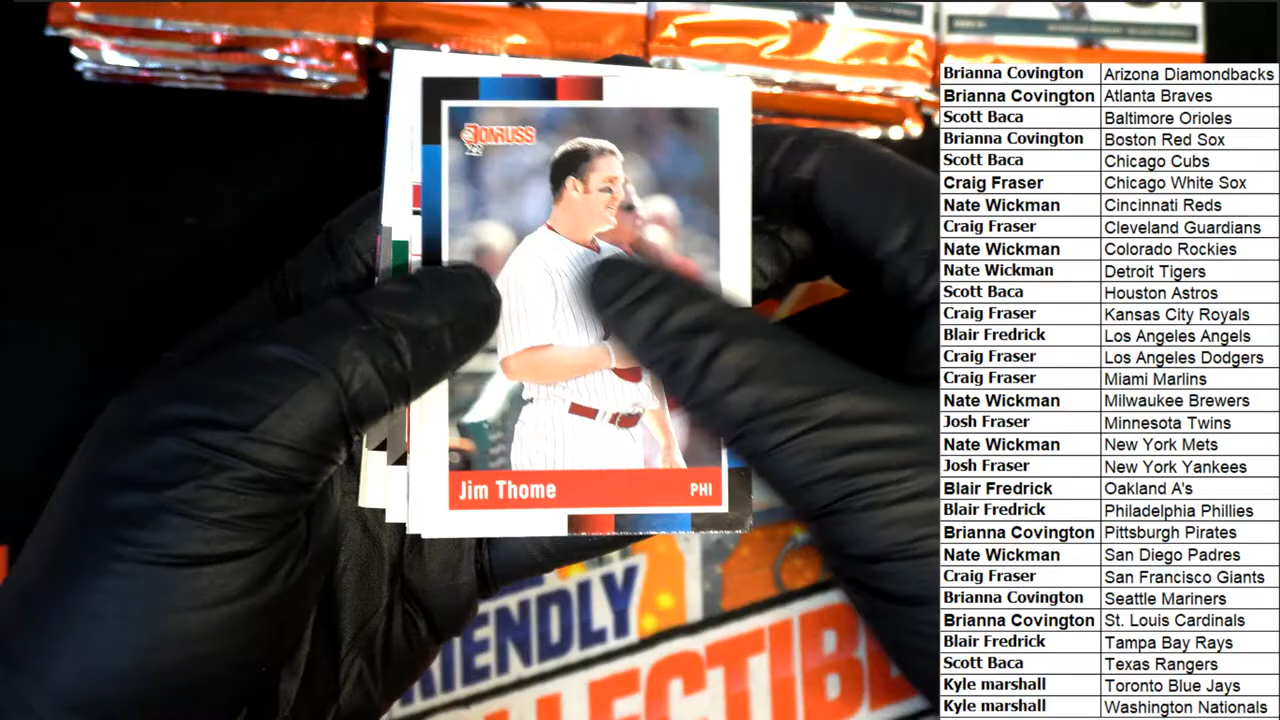 DONRUSS
'22
Jim Thome PHI
FRIENDLY
COLLECTIBLE
Brianna Covington Arizona Diamondbacks
Brianna Covington Atlanta Braves
Scott Baca Baltimore Orioles
Brianna Covington Boston Red Sox
Scott Baca Chicago Cubs
Craig Fraser Chicago White Sox
Nate Wickman Cincinnati Reds
Craig Fraser Cleveland Guardians
Nate Wickman Colorado Rockies
Nate Wickman Detroit Tigers
Scott Baca Houston Astros
Craig Fraser Kansas City Royals
Blair Fredrick Los Angeles Angels
Craig Fraser Los Angeles Dodgers
Craig Fraser Miami Marlins
Nate Wickman Milwaukee Brewers
Josh Fraser Minnesota Twins
Nate Wickman New York Mets
Josh Fraser New York Yankees
Blair Fredrick Oakland A's
Blair Fredrick Philadelphia Phillies
Brianna Covington Pittsburgh Pirates
Nate Wickman San Diego Padres
Craig Fraser San Francisco Giants
Brianna Covington Seattle Mariners
Brianna Covington St. Louis Cardinals
Blair Fredrick Tampa Bay Rays
Scott Baca Texas Rangers
Kyle marshall Toronto Blue Jays
Kyle marshall Washington Nationals